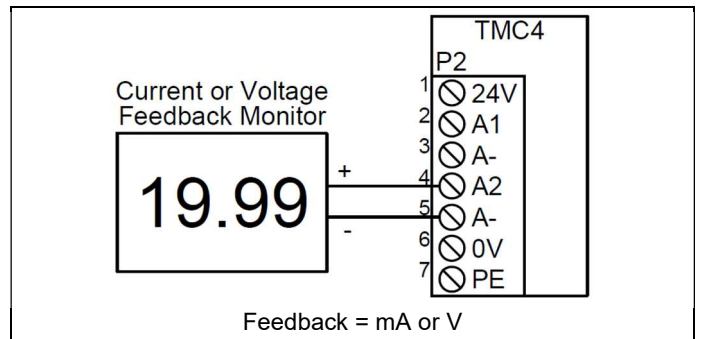 TMC4
P2
Current or Voltage
Feedback Monitor
19.99
+
-
1 24V
2 A1
3 A-
4 A2
5 A-
6 0V
7 PE
Feedback = mA or V